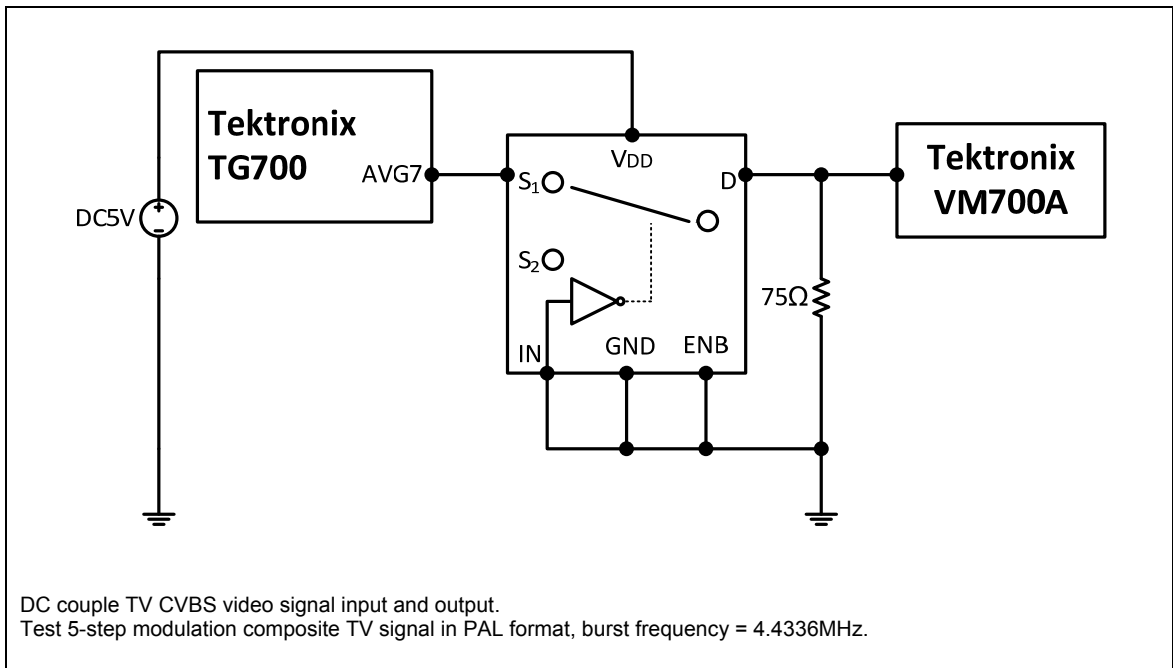 Tektronix
TG700
AVG7
DC5V
+
-
VDD
S1
D
S2
IN
GND
ENB
75Ω
Tektronix
VM700A
DC couple TV CVBS video signal input and output.
Test 5-step modulation composite TV signal in PAL format, burst frequency = 4.4336MHz.